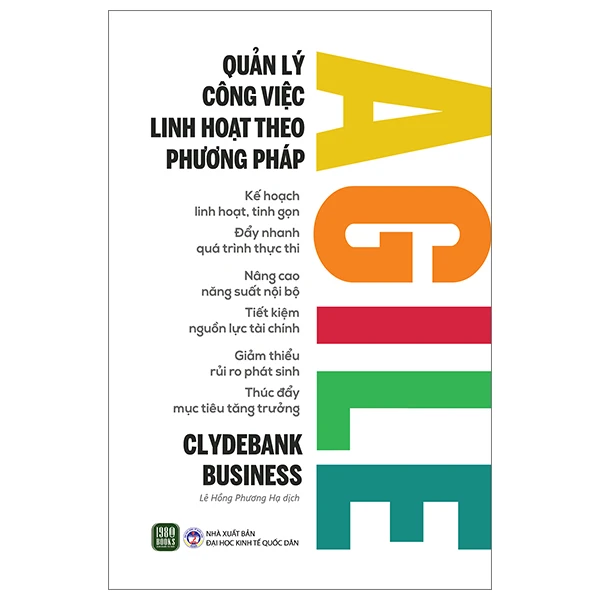 QUẢN LÝ
CÔNG VIỆC
LINH HOẠT THEO
PHƯƠNG PHÁP
AGILE
Kế hoạch
linh hoạt, tinh gọn
Đẩy nhanh
quá trình thực thi
Nâng cao
năng suất nội bộ
Tiết kiệm
nguồn lực tài chính
Giảm thiểu
rủi ro phát sinh
Thúc đẩy
mục tiêu tăng trưởng
CLYDEBANK
BUSINESS
Lê Hồng Phương Hạ dịch
1980
BOOKS
NHÀ XUẤT BẢN
ĐẠI HỌC KINH TẾ QUỐC DÂN